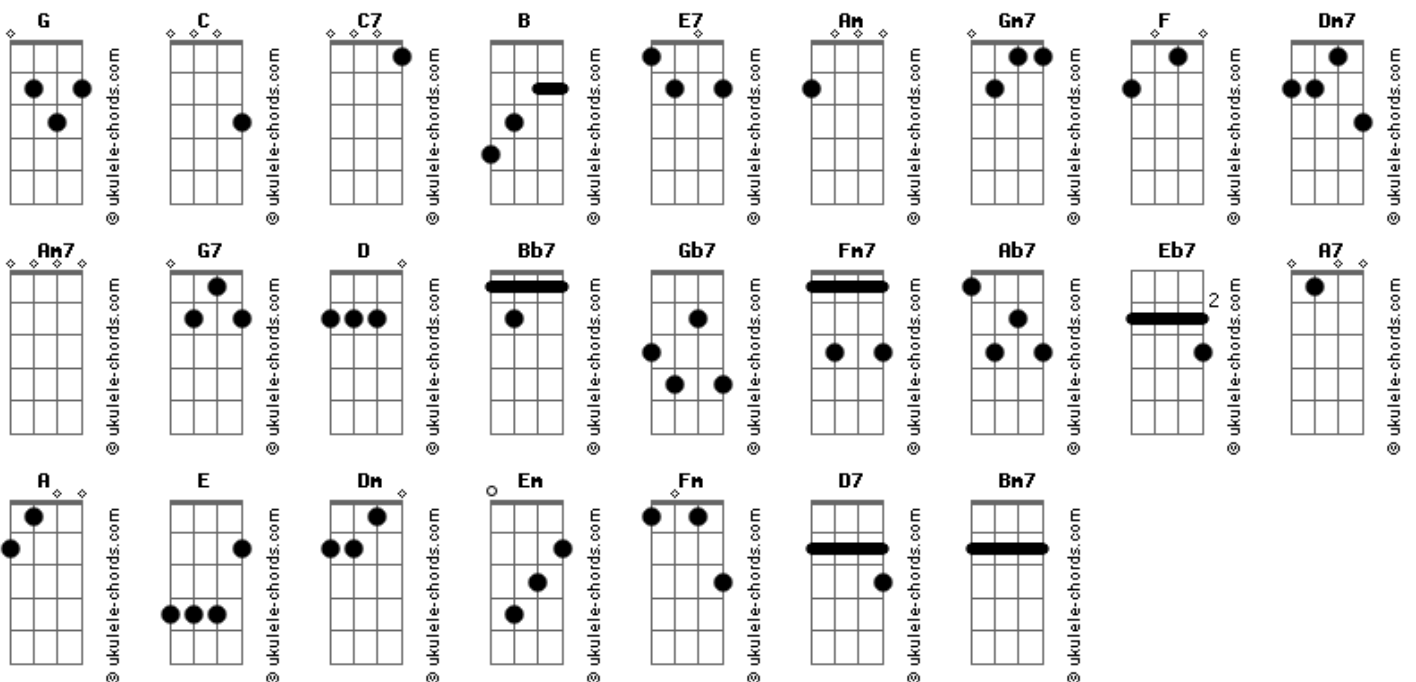 G C C7 B E7 Am Gm7 F Dm7
© ukulele-chords.com © ukulele-chords.com © ukulele-chords.com © ukulele-chords.com © ukulele-chords.com © ukulele-chords.com © ukulele-chords.com © ukulele-chords.com © ukulele-chords.com
Am7 G7 D Bb7 Gb7 Fm7 Ab7 Eb7 A7
2
© ukulele-chords.com © ukulele-chords.com © ukulele-chords.com © ukulele-chords.com © ukulele-chords.com © ukulele-chords.com © ukulele-chords.com © ukulele-chords.com © ukulele-chords.com
A E Dm Em Fm D7 Bm7
© ukulele-chords.com © ukulele-chords.com © ukulele-chords.com © ukulele-chords.com © ukulele-chords.com © ukulele-chords.com © ukulele-chords.com